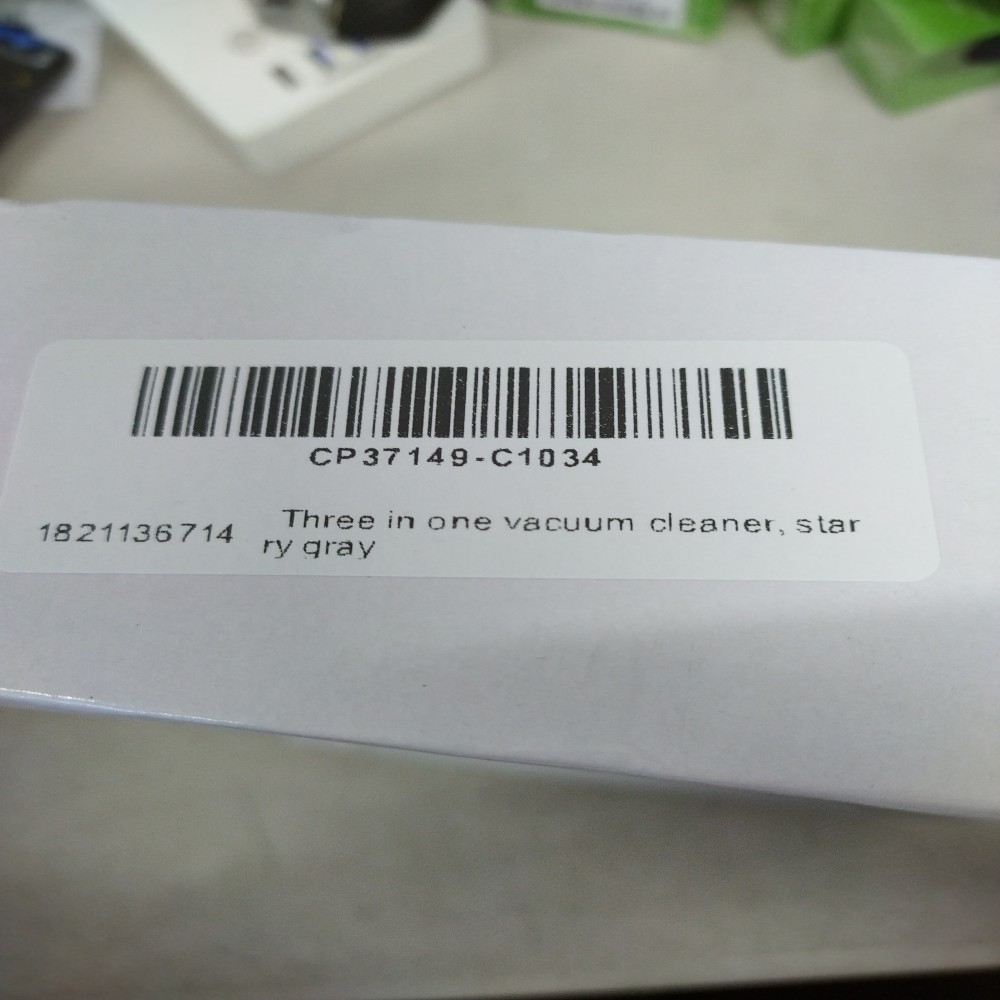 CP37149-C1034
1821136714 Three in one vacuum cleaner, star
ry gray